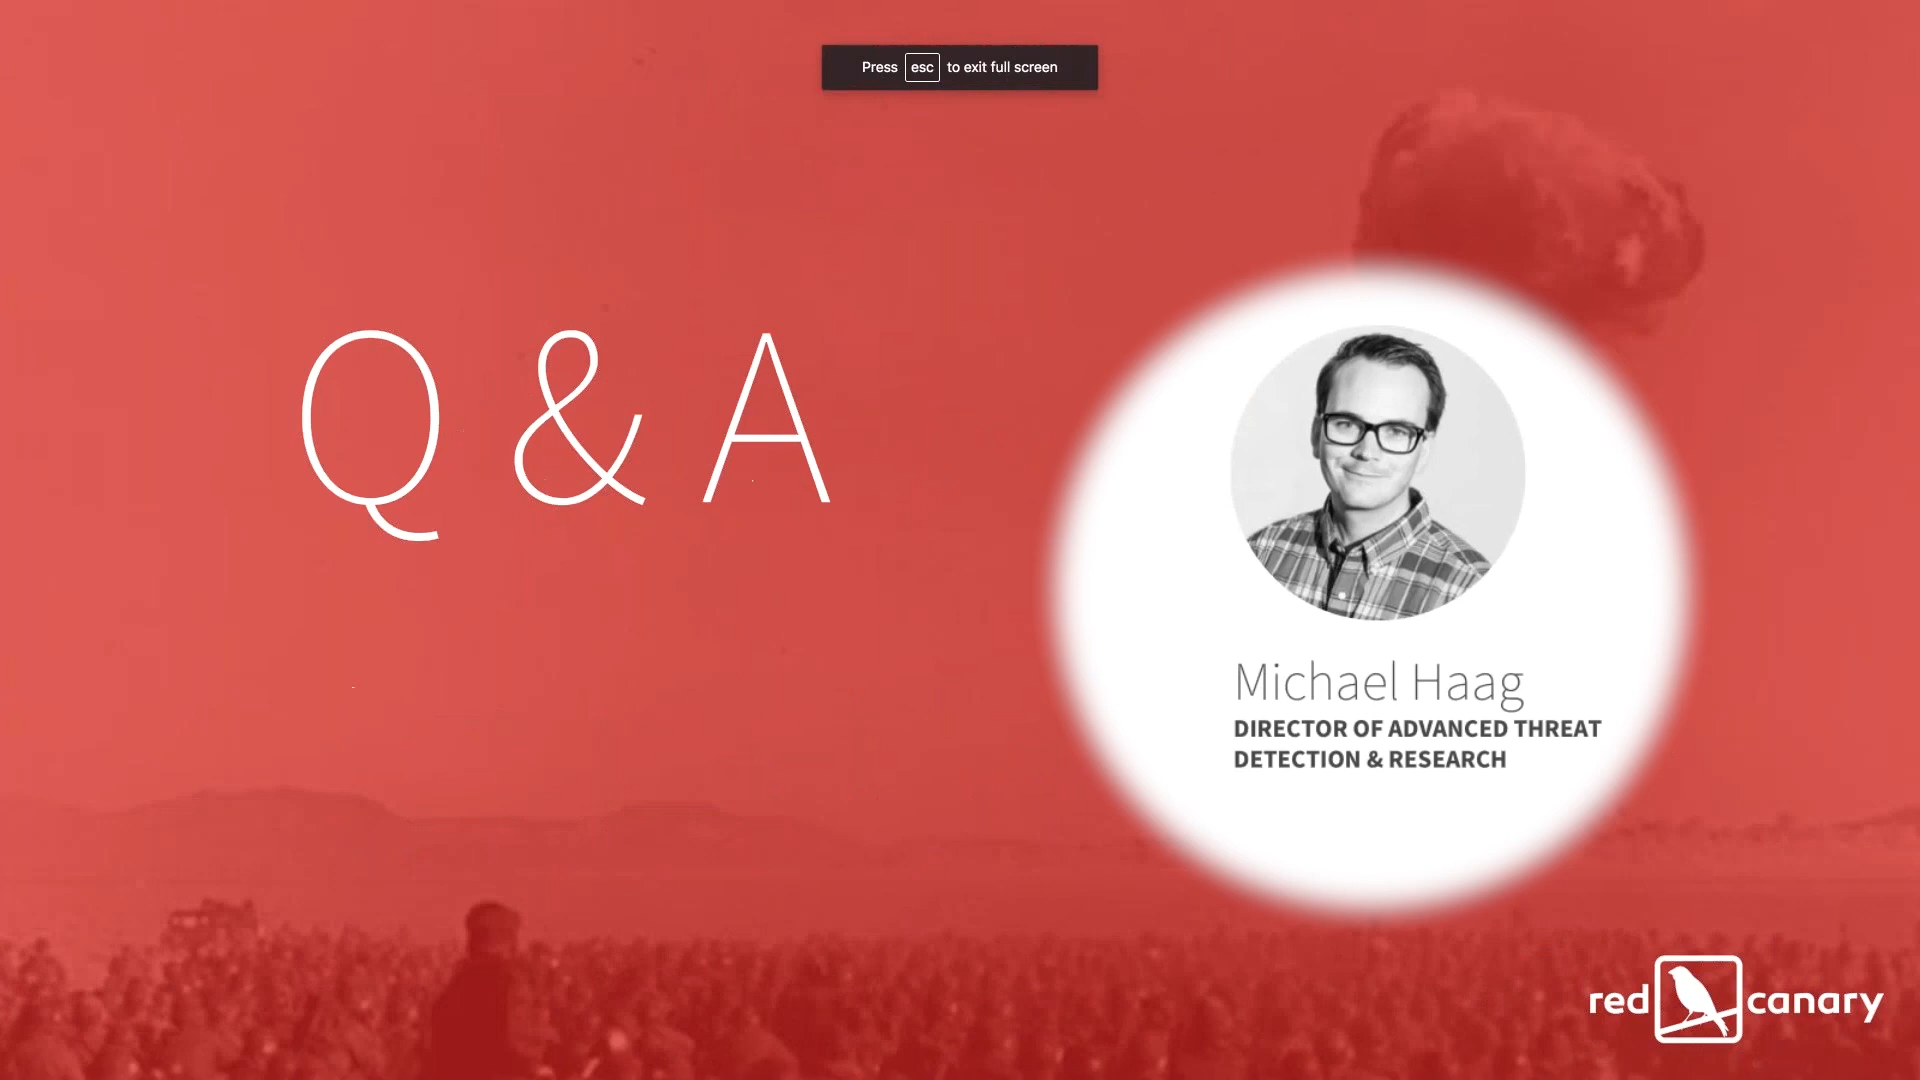 Press esc to exit full screen
Q & A
Michael Haag
DIRECTOR OF ADVANCED THREAT
DETECTION & RESEARCH
red canary